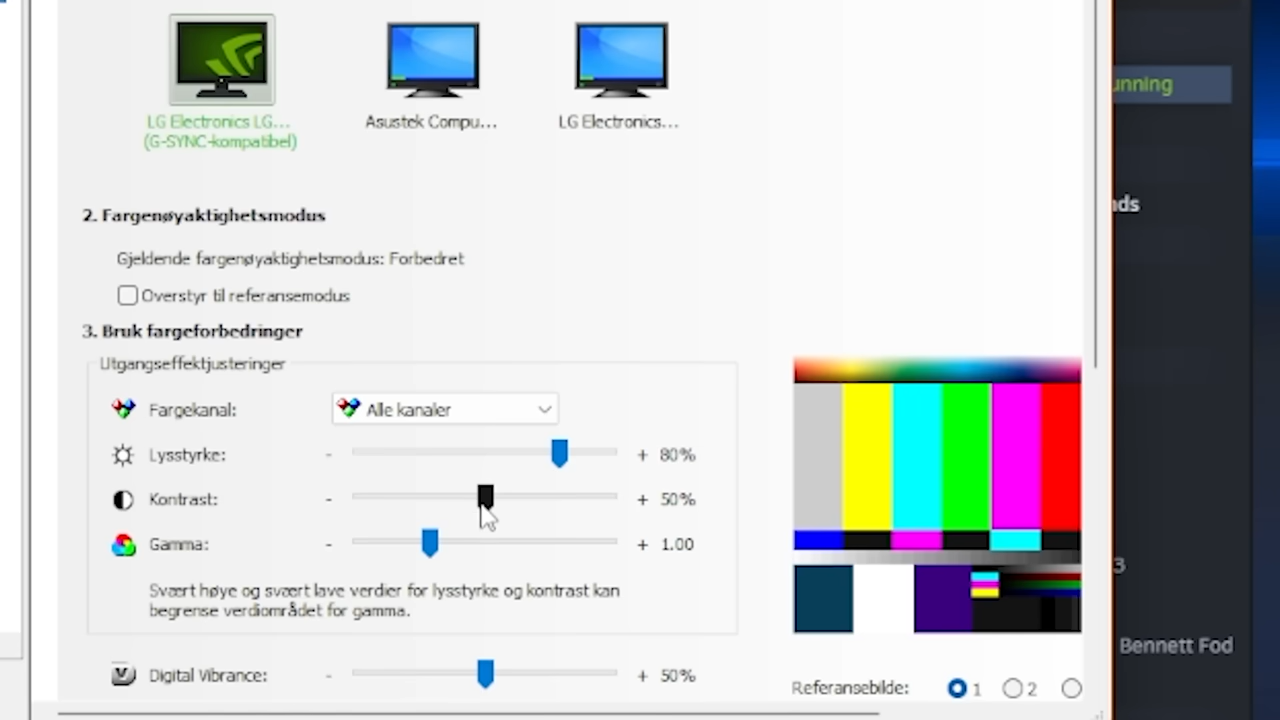 LG Electronics LG...
(G-SYNC-kompatibel)
Asustek Compu...
LG Electronics...
unning
nds
2. Fargenøyaktighetsmodus
Gjeldende fargenøyaktighetsmodus: Forbedret
Overstyr til referansemodus
3. Bruk fargeforbedringer
Utgangseffektjusteringer
Fargekanal: Alle kanaler
Lysstyrke: - + 80%
Kontrast: - + 50%
Gamma: - + 1.00
Svært høye og svært lave verdier for lysstyrke og kontrast kan
begrense verdiområdet for gamma.
3
Bennett Fod
Digital Vibrance: - + 50%
Referansebilde: 1 2